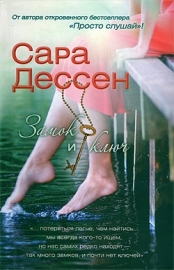 От автора откровенного бестселлера
«Просто слушай»!
Сара
Дессен
Замок
и ключ
«... потеряться легче, чем найтись...
мы всегда кого-то ищем,
но нас самих редко находят —
так много замков, и почти нет ключей»